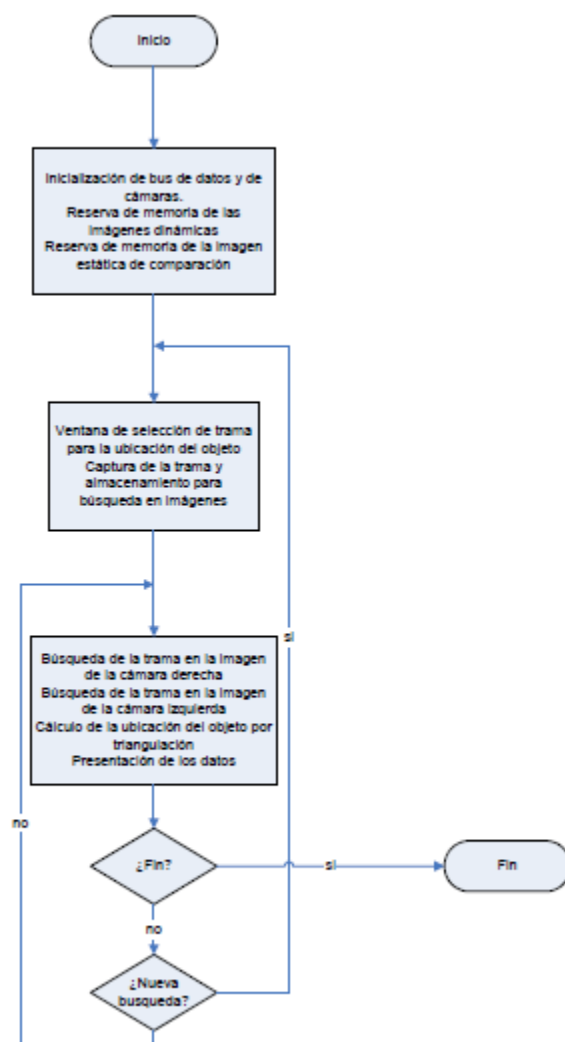 Inicio
Inicialización de bus de datos y de
cámaras.
Reserva de memoria de las
imágenes dinámicas
Reserva de memoria de la imagen
estática de comparación
Ventana de selección de trama
para la ubicación del objeto
Captura de la trama y
almacenamiento para
búsqueda en imágenes
si
Búsqueda de la trama en la imagen
de la cámara derecha
Búsqueda de la trama en la imagen
de la cámara izquierda
Cálculo de la ubicación del objeto por
triangulación
Presentación de los datos
no
¿Fin?
si
Fin
no
¿Nueva
busqueda?